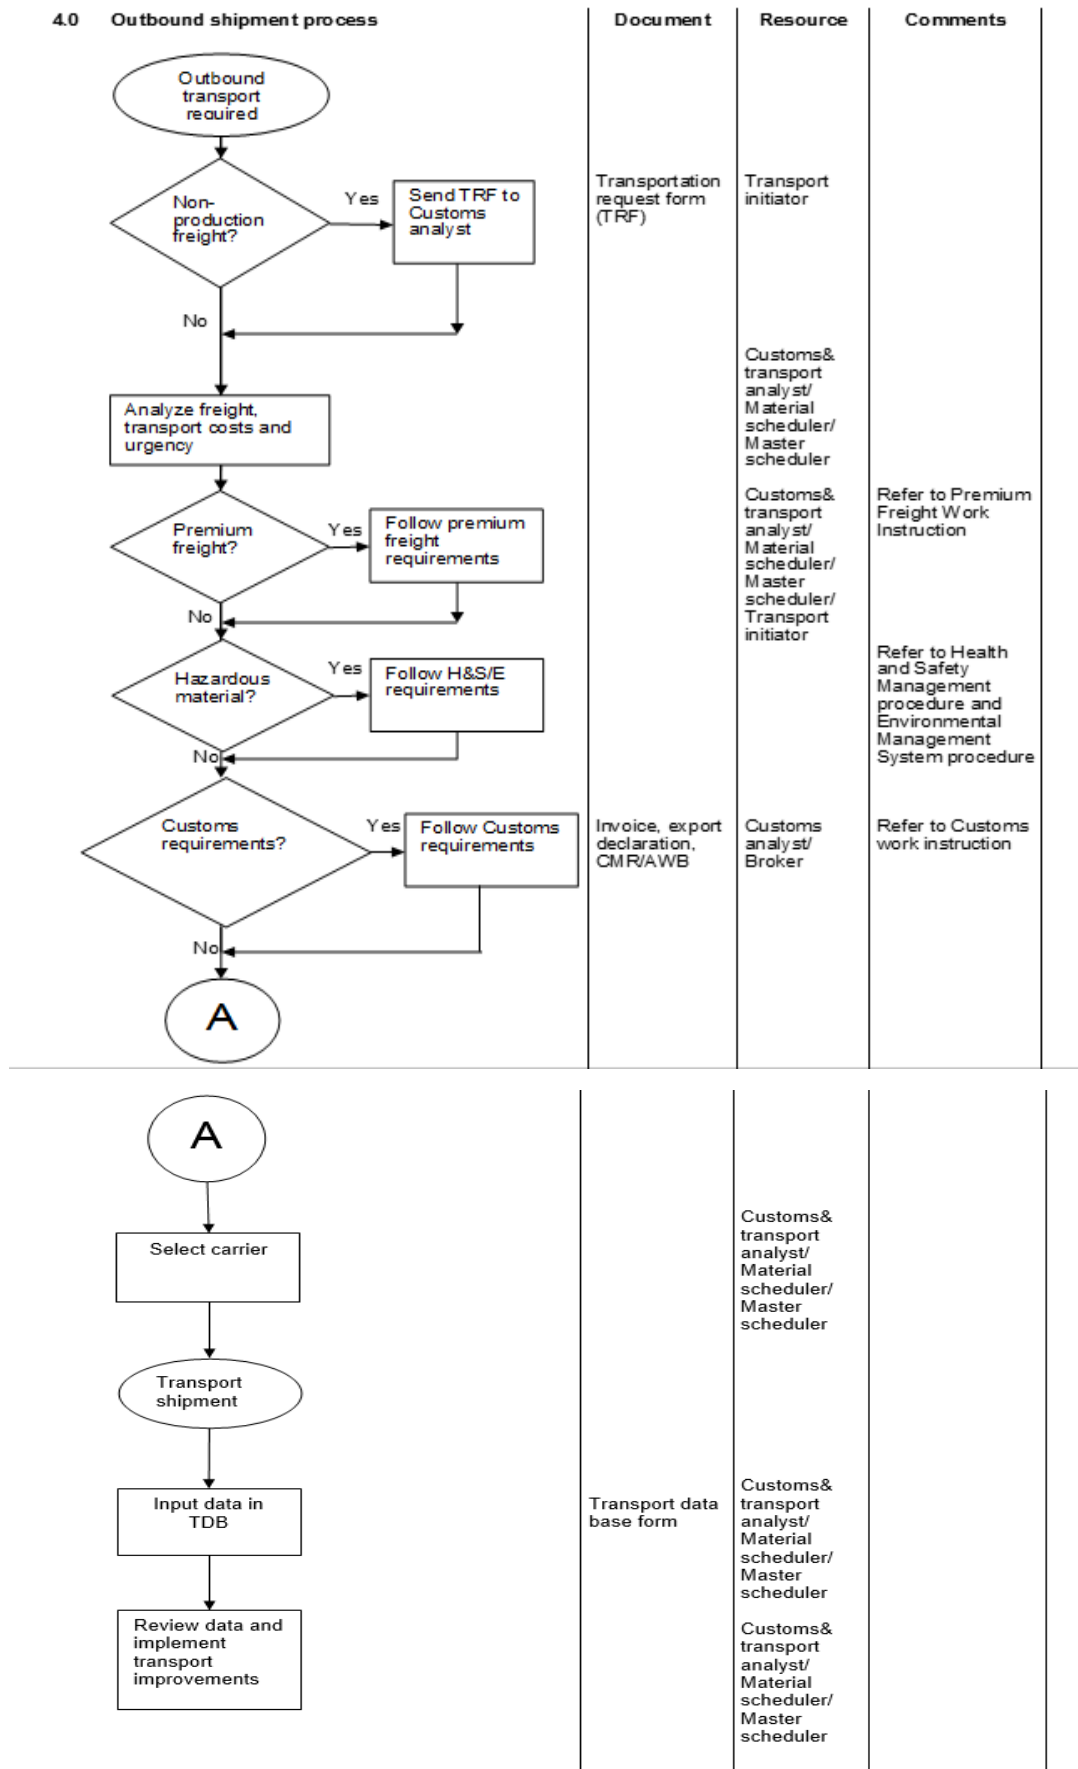 4.0 Outbound shipment process
Document
Resource
Comments
Outbound
transport
required
Non-
production
freight?
Yes
Send TRF to
Customs
analyst
Transportation
request form
(TRF)
Transport
initiator
No
Analyze freight,
transport costs and
urgency
Customs&
transport
analyst/
Material
scheduler/
Master
scheduler
Premium
freight?
Yes
Follow premium
freight
requirements
Customs&
transport
analyst/
Material
scheduler/
Master
scheduler/
Transport
initiator
Refer to Premium
Freight Work
Instruction
No
Hazardous
material?
Yes
Follow H&S/E
requirements
Refer to Health
and Safety
Management
procedure and
Environmental
Management
System procedure
No
Customs
requirements?
Yes
Follow Customs
requirements
Invoice, export
declaration,
CMR/AWB
Customs
analyst/
Broker
Refer to Customs
work instruction
No
A
A
Select carrier
Customs&
transport
analyst/
Material
scheduler/
Master
scheduler
Transport
shipment
Input data in
TDB
Transport data
base form
Customs&
transport
analyst/
Material
scheduler/
Master
scheduler
Review data and
implement
transport
improvements
Customs&
transport
analyst/
Material
scheduler/
Master
scheduler